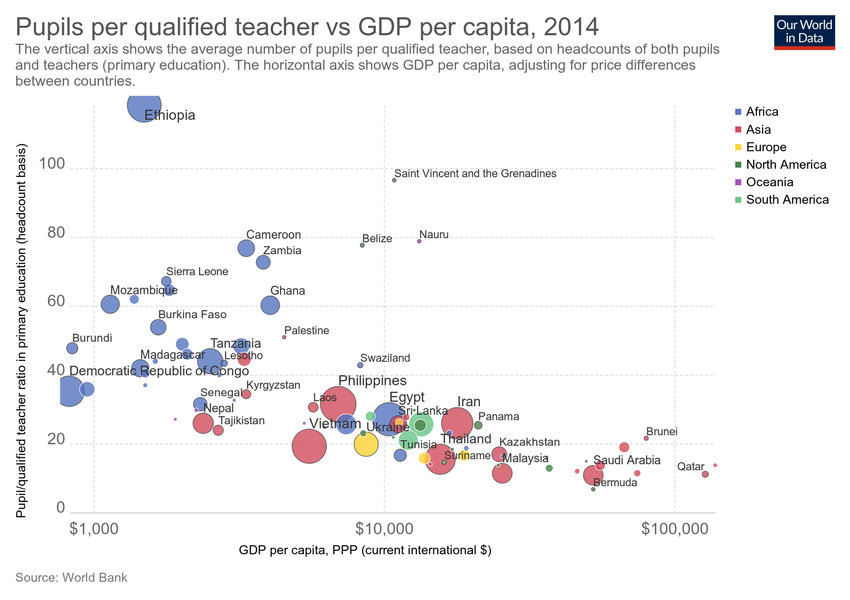 Pupils per qualified teacher vs GDP per capita, 2014
Our World
in Data
The vertical axis shows the average number of pupils per qualified teacher, based on headcounts of both pupils
and teachers (primary education). The horizontal axis shows GDP per capita, adjusting for price differences
between countries.
Pupil/qualified teacher ratio in primary education (headcount basis)
100
80
60
40
20
0
Ethiopia
Saint Vincent and the Grenadines
Cameroon
Belize
Nauru
Zambia
Sierra Leone
Mozambique
Ghana
Burkina Faso
Palestine
Burundi
Tanzania
Madagascar
Lesotho
Swaziland
Democratic Republic of Congo
Philippines
Kyrgyzstan
Senegal
Laos
Egypt
Iran
Nepal
Sri Lanka
Tajikistan
Vietnam
Ukraine
Panama
Thailand
Tunisia
Kazakhstan
Brunei
Suriname
Malaysia
Saudi Arabia
Qatar
Bermuda
$1,000
$10,000
$100,000
GDP per capita, PPP (current international $)
Africa
Asia
Europe
North America
Oceania
South America
Source: World Bank